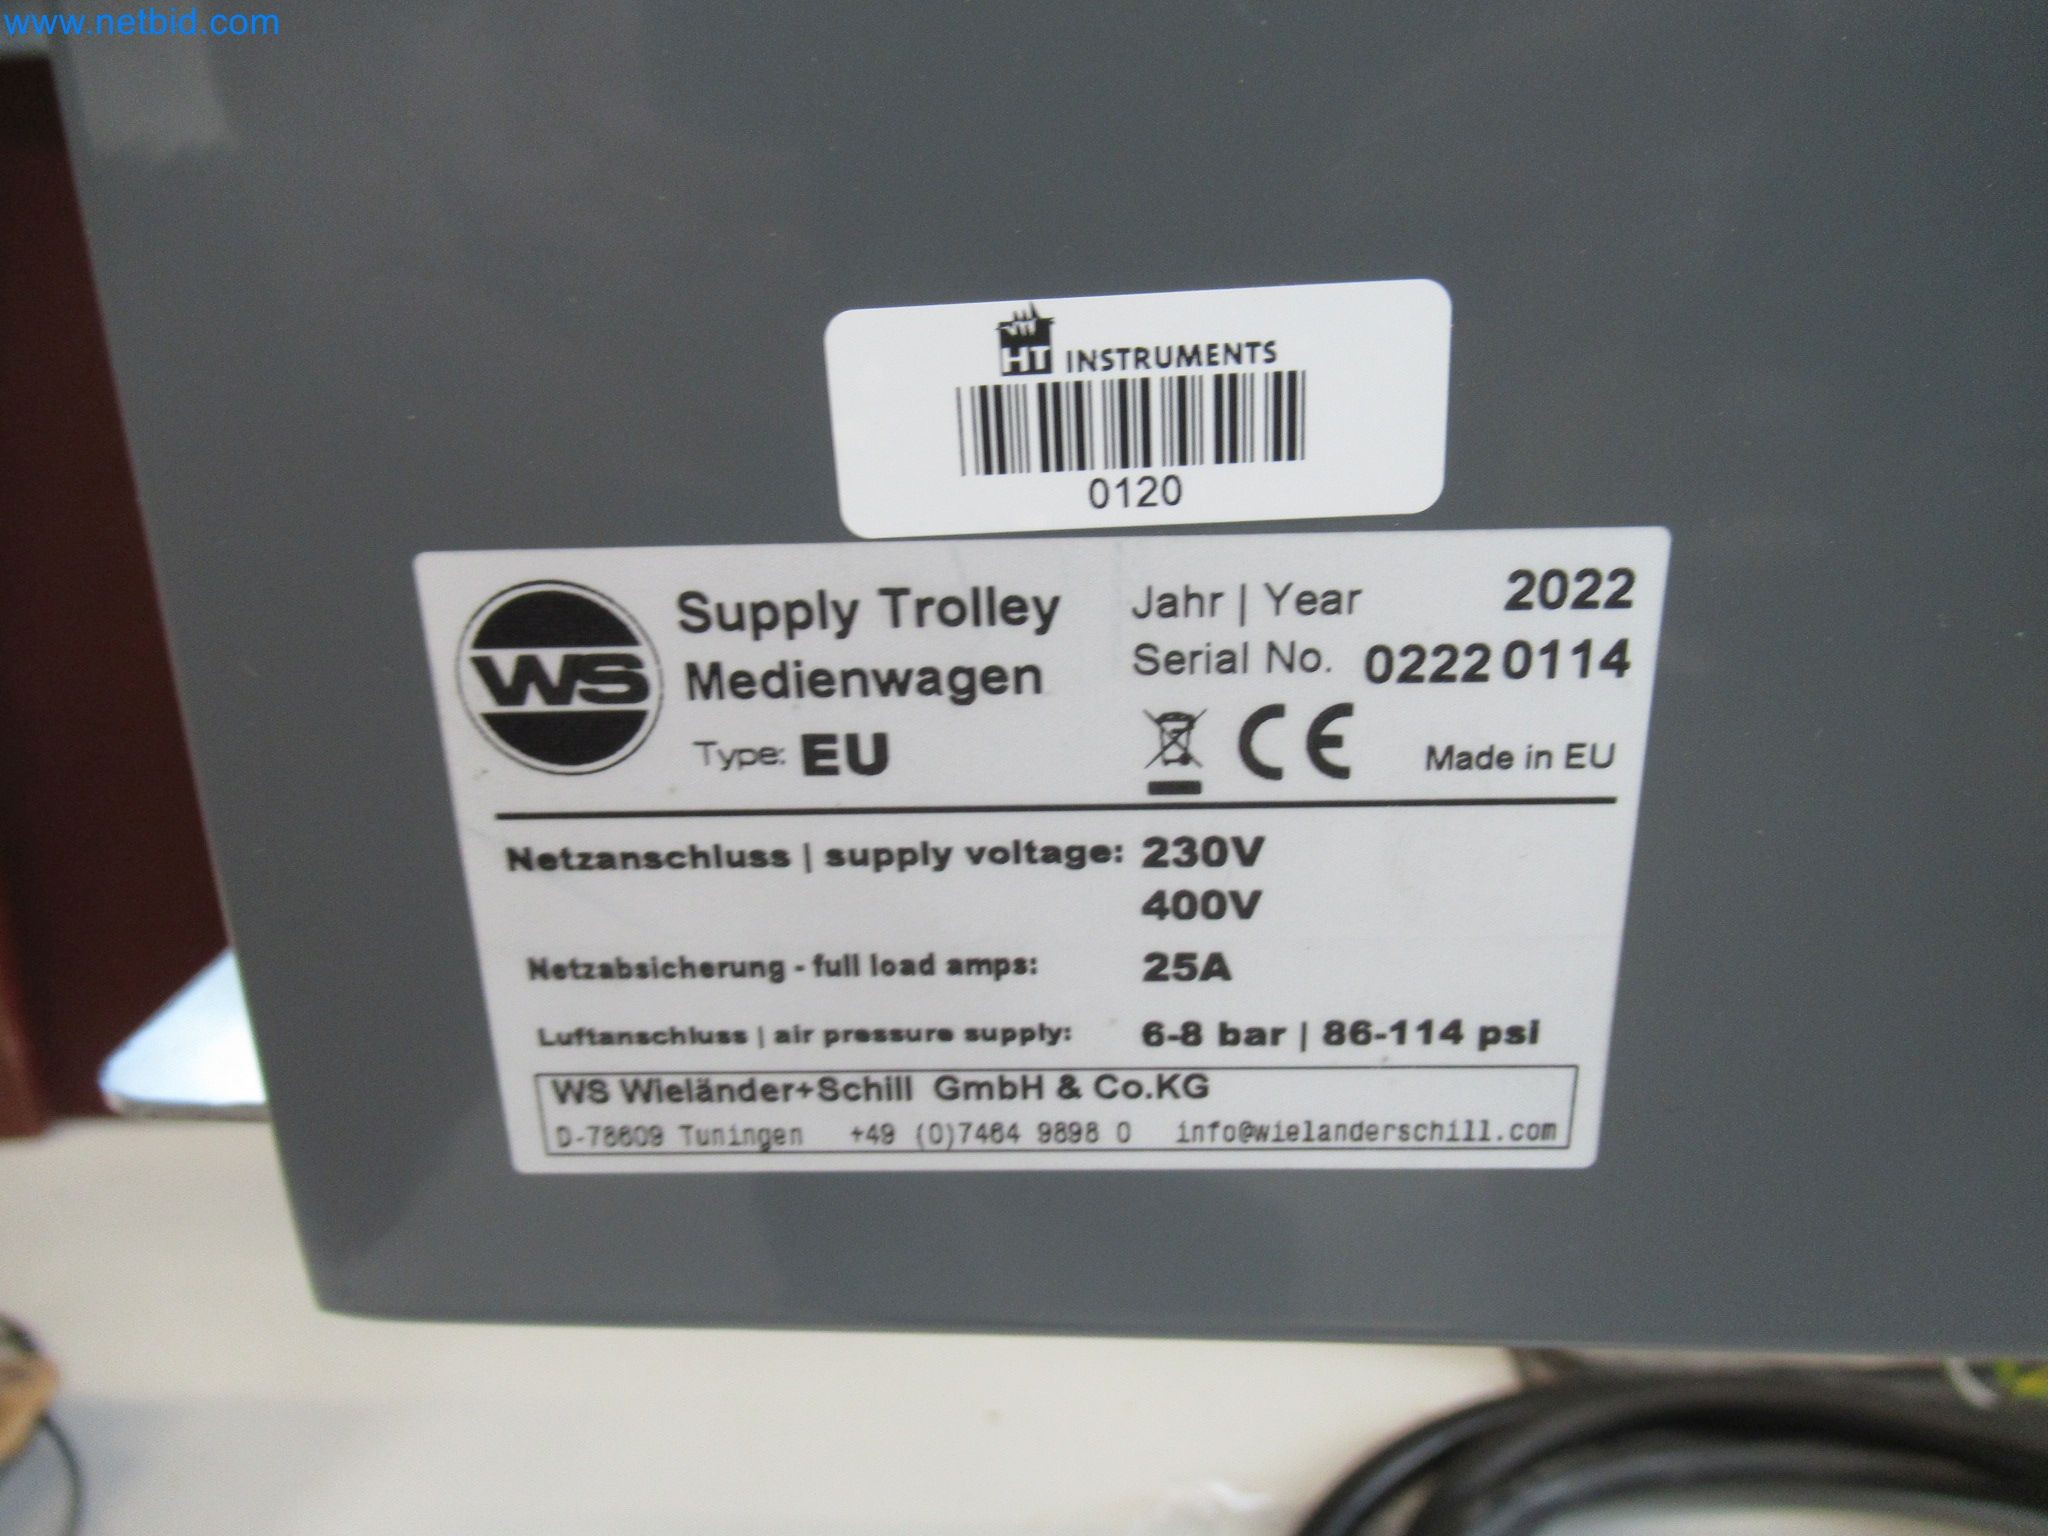 www.netbid.com
HT INSTRUMENTS
0120
WS
Supply Trolley
Medienwagen
Type: EU
Jahr | Year 2022
Serial No. 02220114
CE Made in EU
Netzanschluss | supply voltage: 230V
400V
Netzabsicherung - full load amps: 25A
Luftanschluss | air pressure supply: 6-8 bar | 86-114 psi
WS Wieländer+Schill GmbH & Co.KG
D-78609 Tuningen +49 (0)7464 9898 0 info@wielanderschill.com